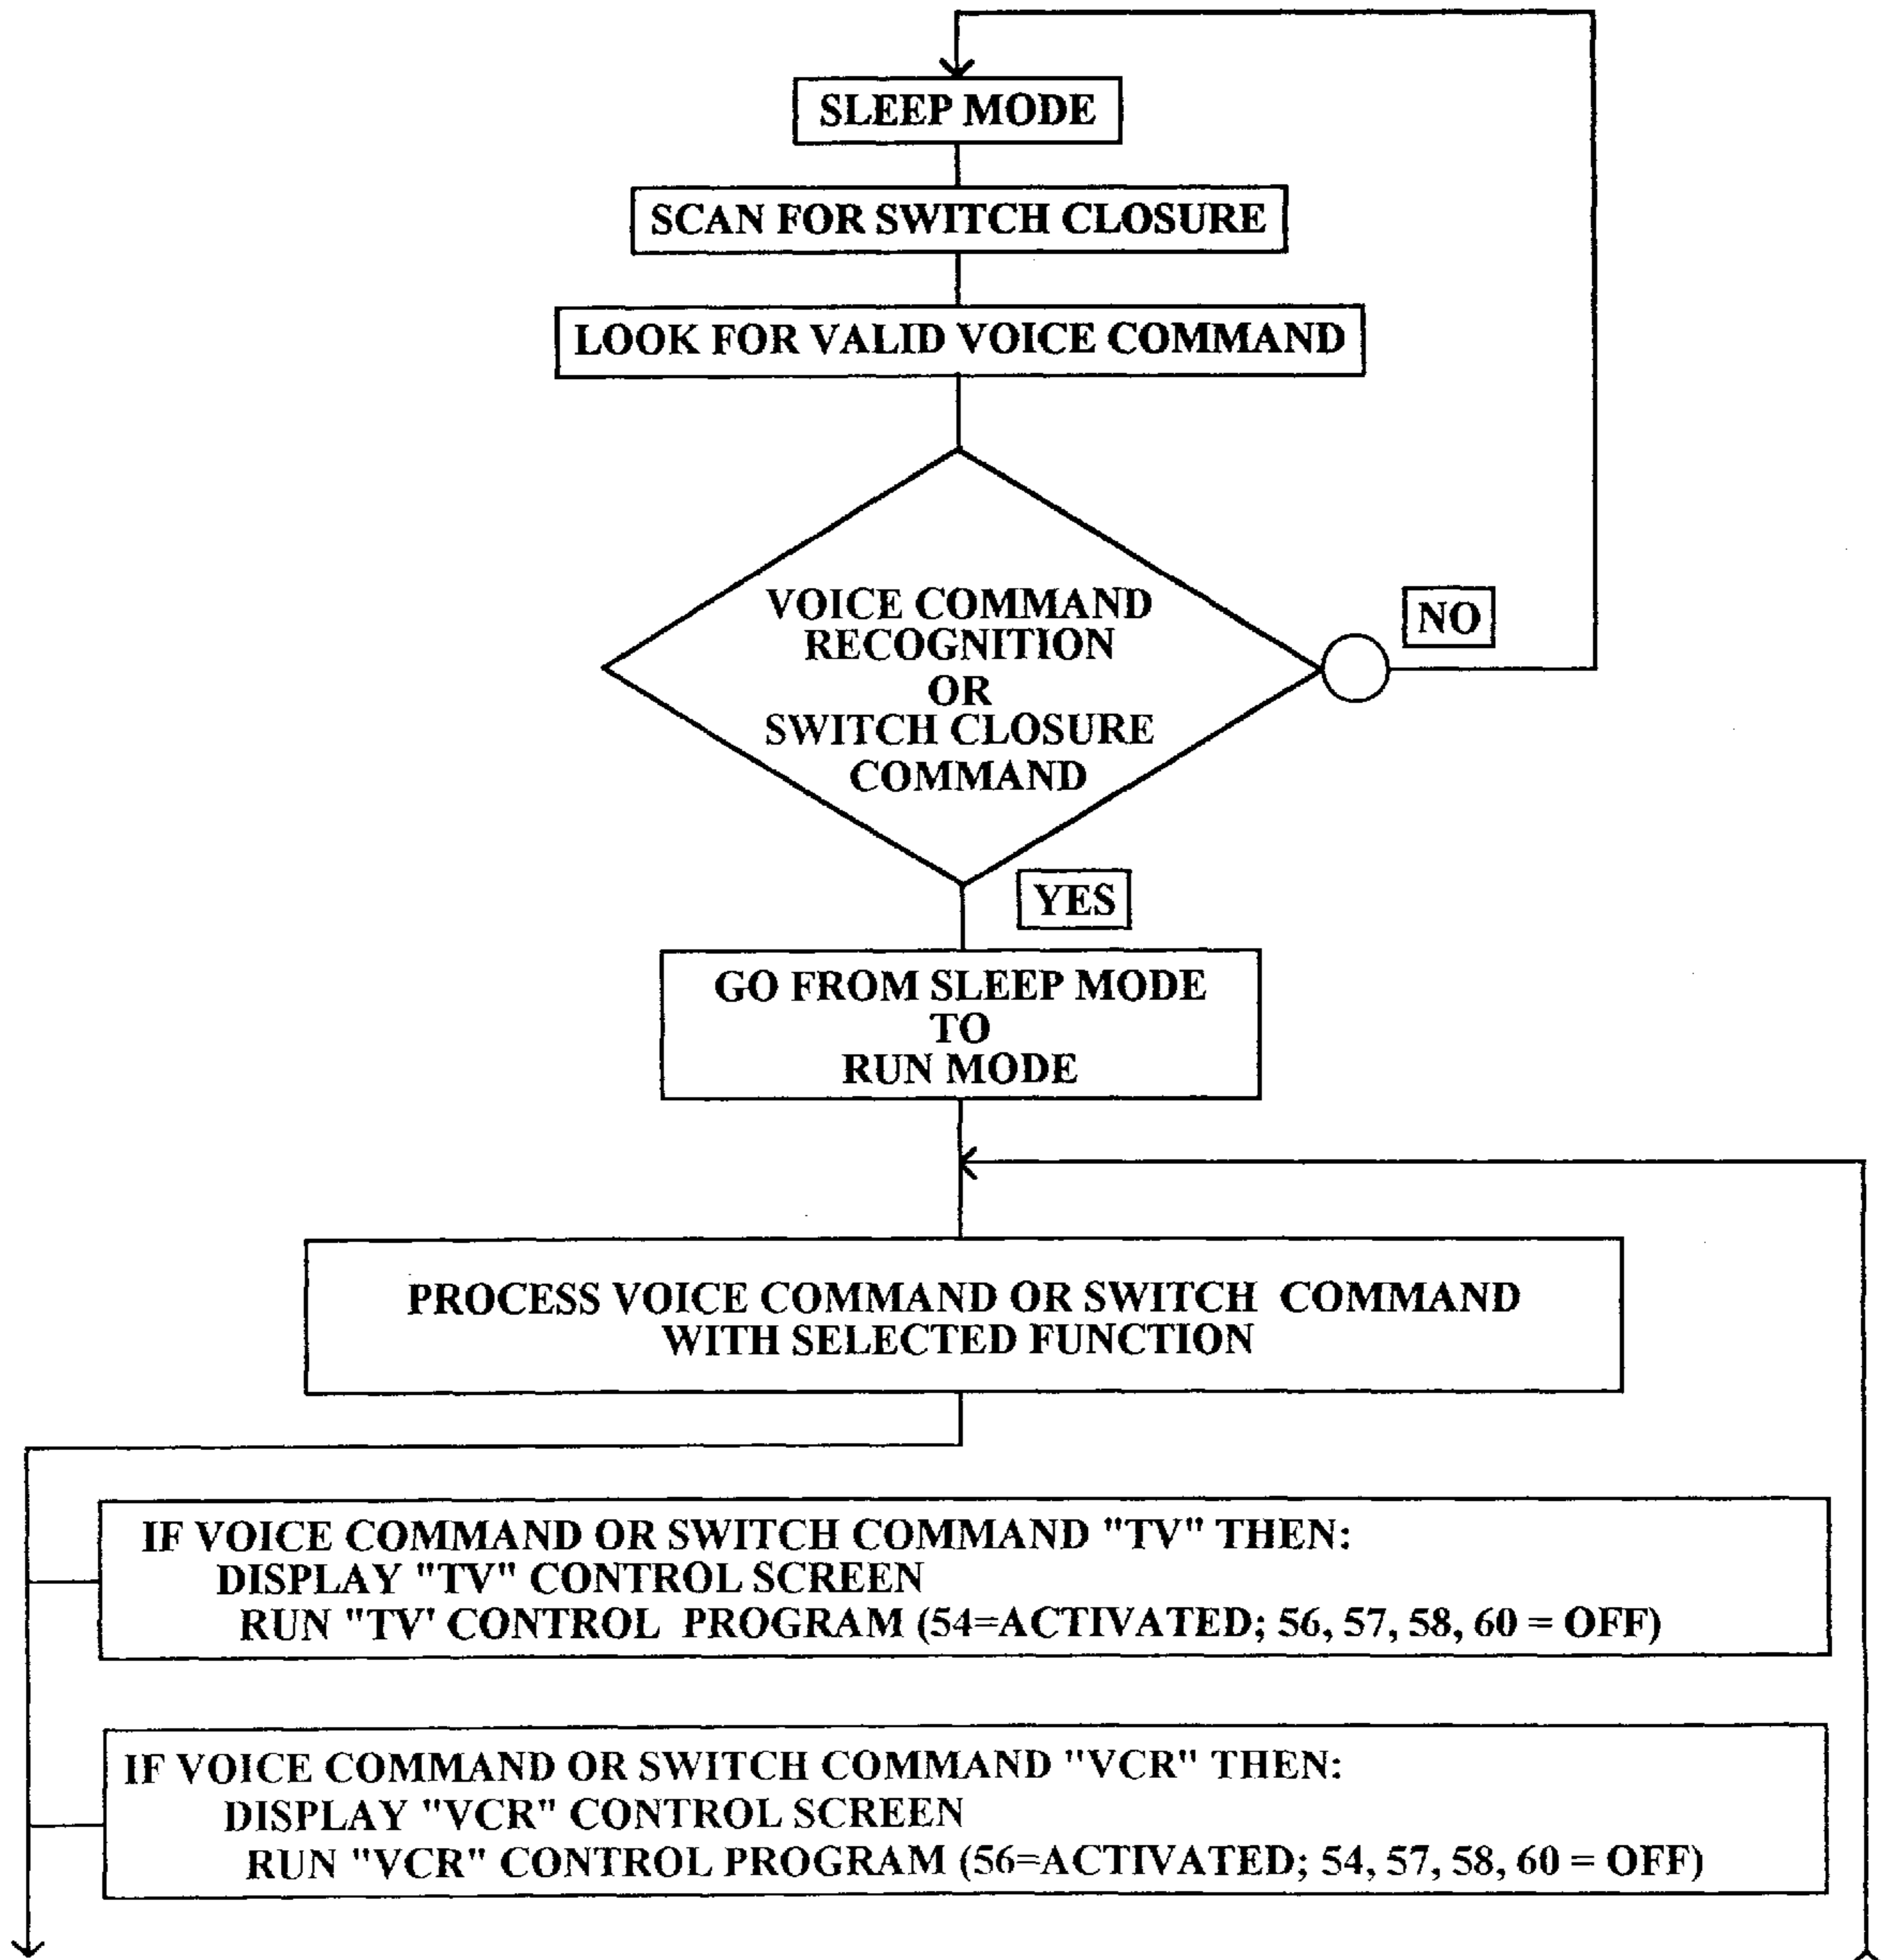 SLEEP MODE
SCAN FOR SWITCH CLOSURE
LOOK FOR VALID VOICE COMMAND
VOICE COMMAND
RECOGNITION
OR
SWITCH CLOSURE
COMMAND
NO
YES
GO FROM SLEEP MODE
TO
RUN MODE
PROCESS VOICE COMMAND OR SWITCH COMMAND
WITH SELECTED FUNCTION
IF VOICE COMMAND OR SWITCH COMMAND "TV" THEN:
DISPLAY "TV" CONTROL SCREEN
RUN "TV' CONTROL PROGRAM (54=ACTIVATED; 56, 57, 58, 60 = OFF)
IF VOICE COMMAND OR SWITCH COMMAND "VCR" THEN:
DISPLAY "VCR" CONTROL SCREEN
RUN "VCR" CONTROL PROGRAM (56=ACTIVATED; 54, 57, 58, 60 = OFF)